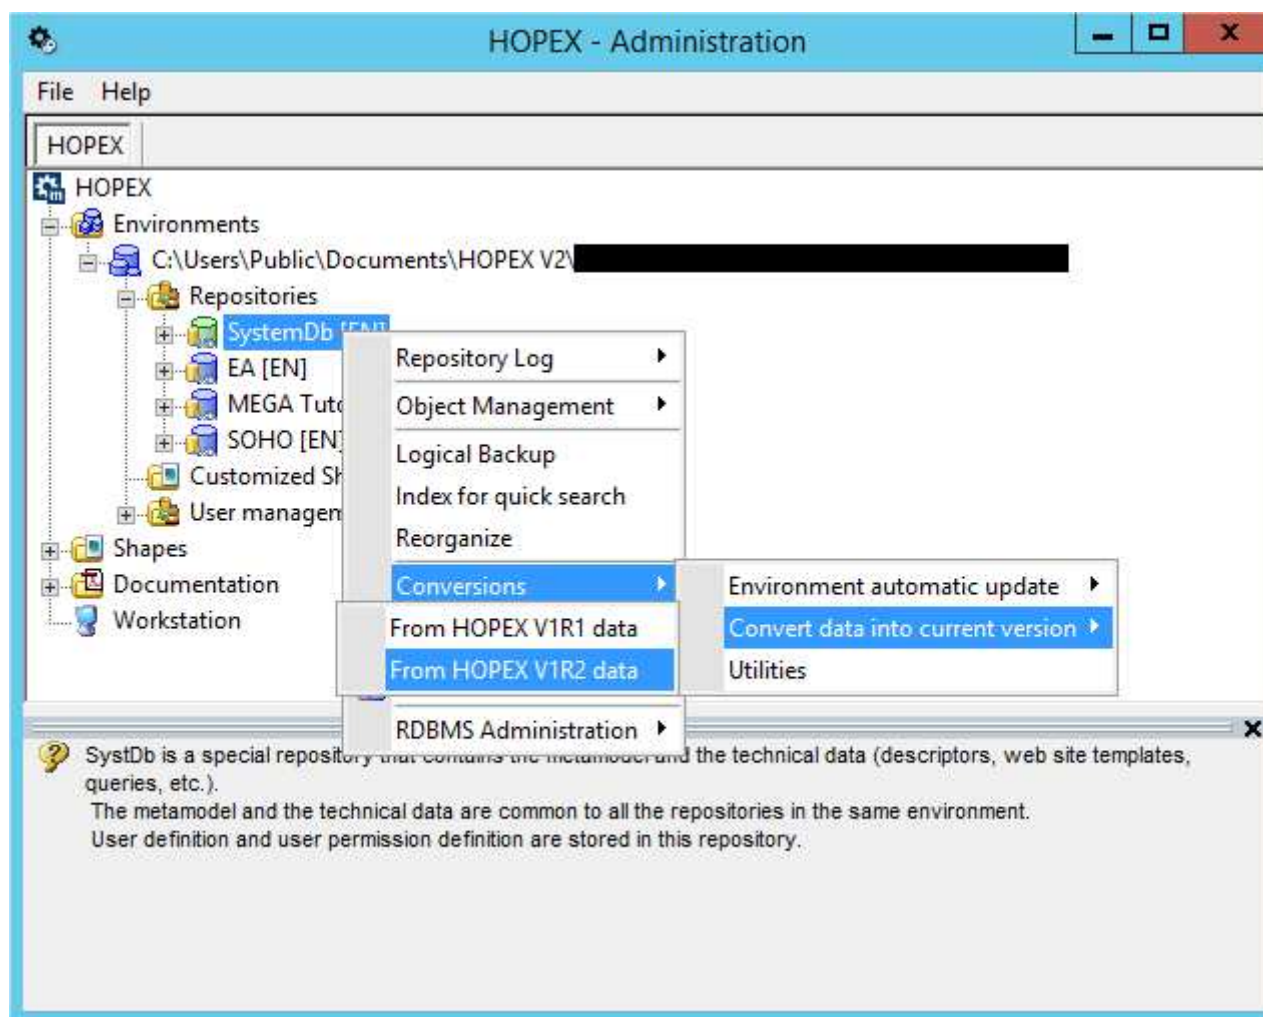 HOPEX - Administration
File Help
HOPEX
HOPEX
Environments
C:\Users\Public\Documents\HOPEX V2\
Repositories
SystemDb [EN]
EA [EN]
MEGA
SOHO [EN]
Customized
User
Shapes
Documentation
Workstation
Repository Log
Object Management
Logical Backup
Index for quick search
Reorganize
Conversions
From HOPEX V1R1 data
From HOPEX V1R2 data
RDBMS Administration
Environment automatic update
Convert data into current version
Utilities
SystDb is a special repository that contains the metamodel and the technical data (descriptors, web site templates,
queries, etc.).
The metamodel and the technical data are common to all the repositories in the same environment.
User definition and user permission definition are stored in this repository.